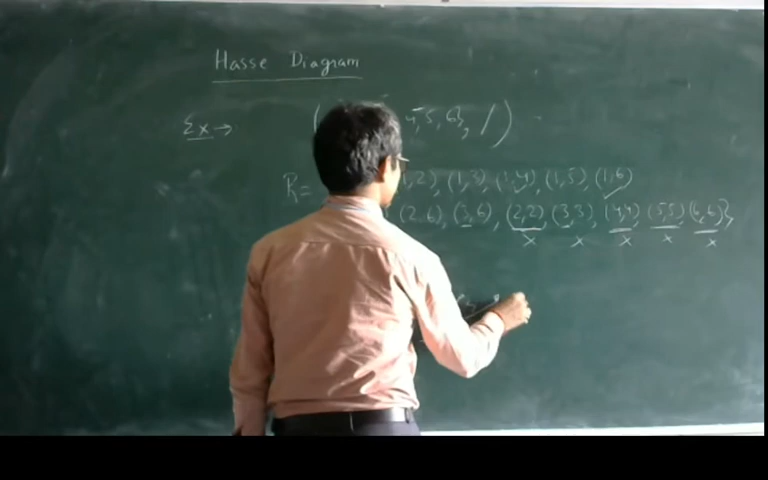 Hasse Diagram
Ex → ( 4, 5, 6}, / )
R = 1,2), (1,3), (1,4), (1,5), (1,6)
(2,6), (3,6), (2,2), (3,3), (4,4), (5,5) (6,6)},
x x x x x